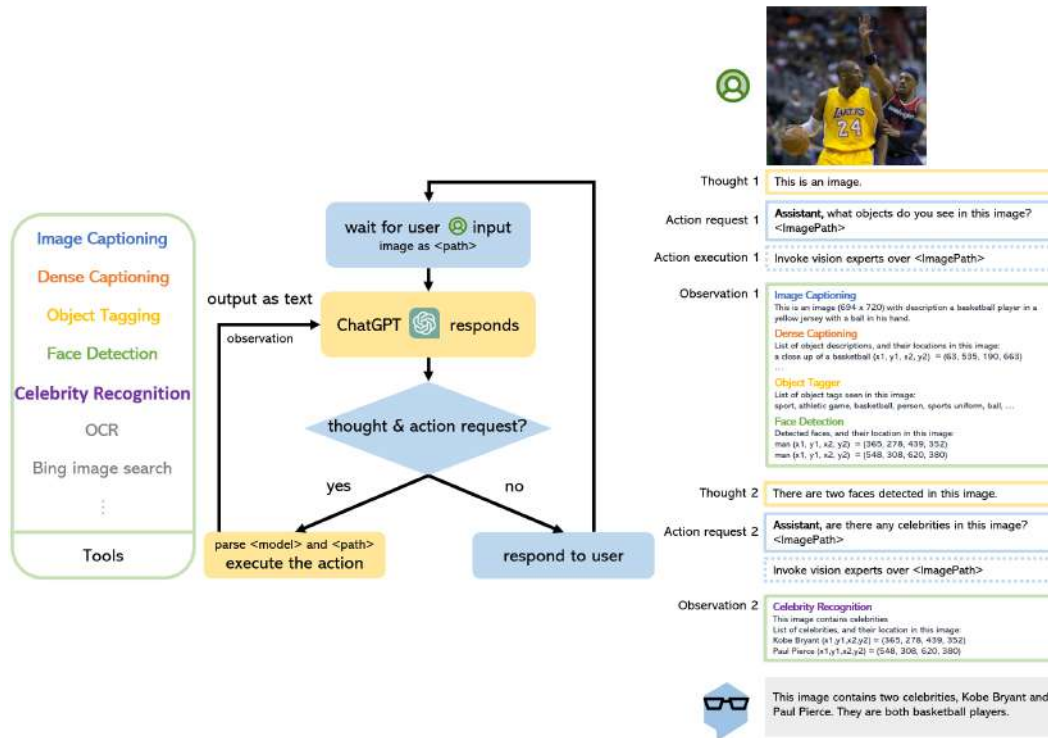 Image Captioning
Dense Captioning
Object Tagging
Face Detection
Celebrity Recognition
OCR
Bing image search
⋮
Tools
wait for user input
image as <path>
output as text
observation
ChatGPT responds
thought & action request?
yes
no
parse <model> and <path>
execute the action
respond to user
LAKERS
24
Thought 1
This is an image.
Action request 1
Assistant, what objects do you see in this image?
<ImagePath>
Action execution 1
Invoke vision experts over <ImagePath>
Observation 1
Image Captioning
This is an image (694 x 720) with description a basketball player in a
yellow jersey with a ball in his hand.
Dense Captioning
List of object descriptions, and their locations in this image:
a close up of a basketball (x1, y1, x2, y2) = (63, 535, 190, 663)
...
Object Tagger
List of object tags seen in this image:
sport, athletic game, basketball, person, sports uniform, ball, ...
Face Detection
Detected faces, and their location in this image:
man (x1, y1, x2, y2) = (365, 278, 439, 352)
man (x1, y1, x2, y2) = (548, 308, 620, 380)
Thought 2
There are two faces detected in this image.
Action request 2
Assistant, are there any celebrities in this image?
<ImagePath>
Invoke vision experts over <ImagePath>
Observation 2
Celebrity Recognition
This image contains celebrities
List of celebrities, and their location in this image:
Kobe Bryant (x1,y1,x2,y2) = (365, 278, 439, 352)
Paul Pierce (x1,y1,x2,y2) = (548, 308, 620, 380)
This image contains two celebrities, Kobe Bryant and
Paul Pierce. They are both basketball players.